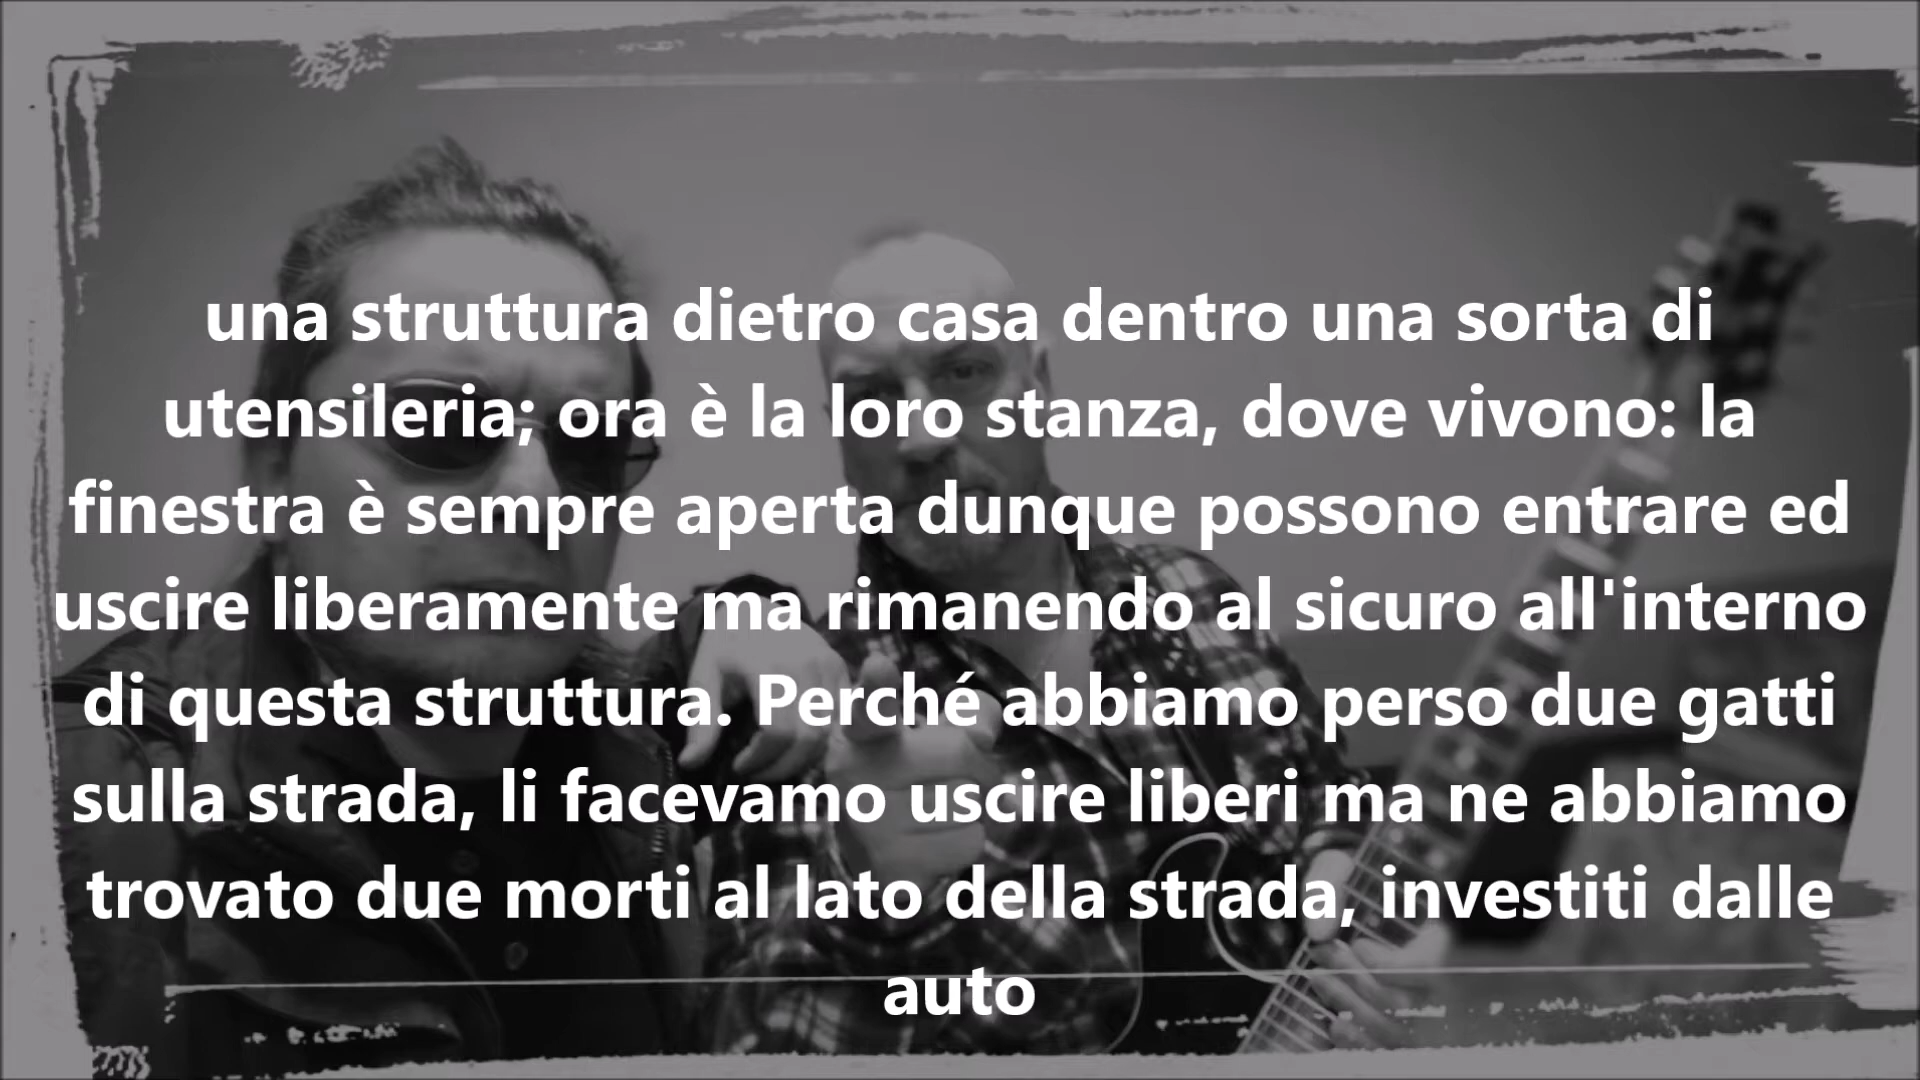 una struttura dietro casa dentro una sorta di
utensileria; ora è la loro stanza, dove vivono: la
finestra è sempre aperta dunque possono entrare ed
uscire liberamente ma rimanendo al sicuro all'interno
di questa struttura. Perché abbiamo perso due gatti
sulla strada, li facevamo uscire liberi ma ne abbiamo
trovato due morti al lato della strada, investiti dalle
auto